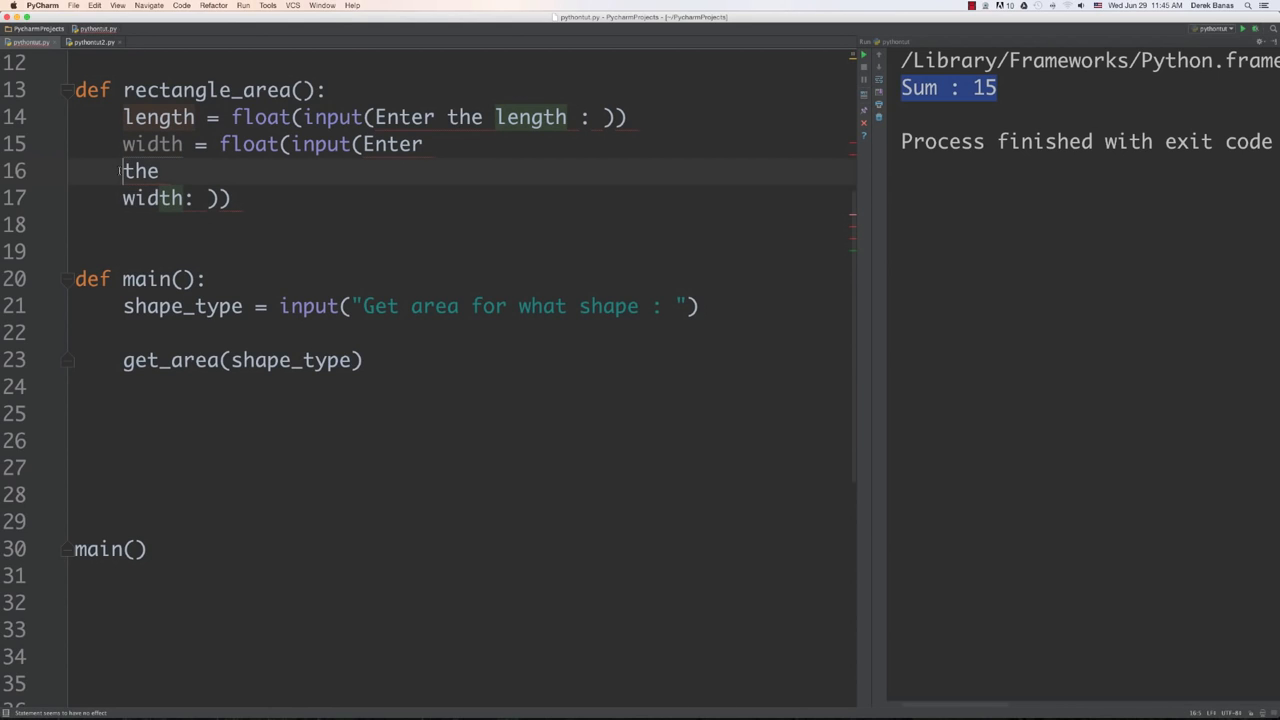 PyCharm File Edit View Navigate Code Refactor Run Tools VCS Window Help 10 Wed Jun 29 11:45 AM Derek Banas
pythontut.py - PycharmProjects - [~/PycharmProjects]
PycharmProjects pythontut.py pythontut
pythontut.py × pythontut2.py × Run: pythontut
12
13 def rectangle_area():
14 length = float(input(Enter the length : ))
15 width = float(input(Enter
16 the
17 width: ))
18
19
20 def main():
21 shape_type = input("Get area for what shape : ")
22
23 get_area(shape_type)
24
25
26
27
28
29
30 main()
31
32
33
34
35
/Library/Frameworks/Python.frame
Sum : 15
Process finished with exit code
Statement seems to have no effect 16:5 LF‡ UTF-8‡